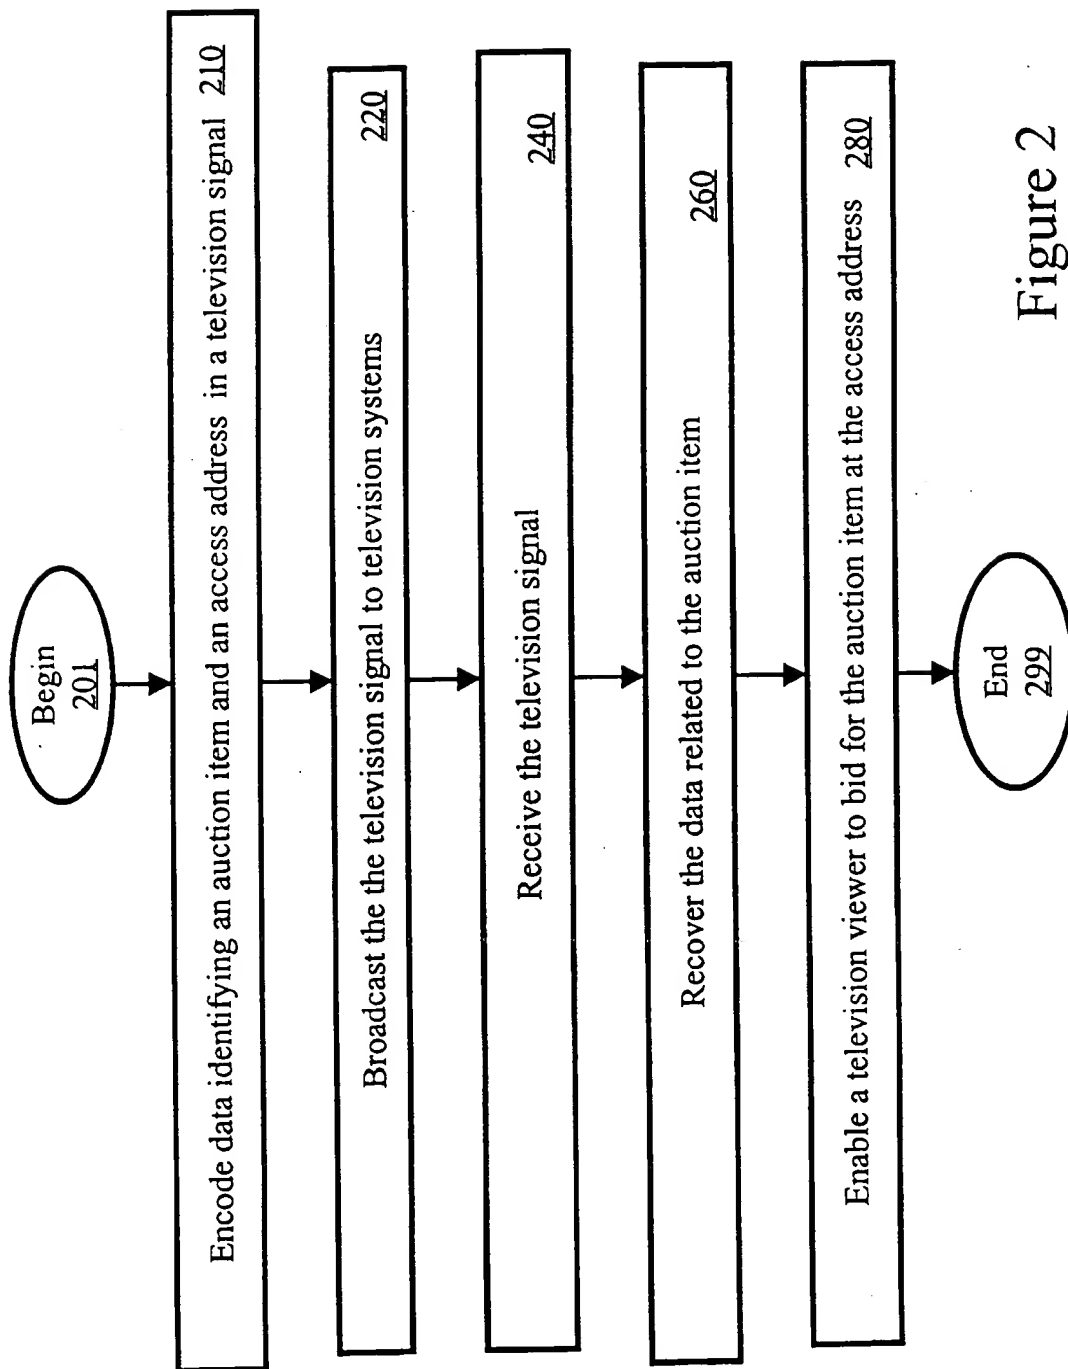 Begin
201
Encode data identifying an auction item and an access address in a television signal 210
Broadcast the the television signal to television systems 220
Receive the television signal 240
Recover the data related to the auction item 260
Enable a television viewer to bid for the auction item at the access address 280
End
299
Figure 2